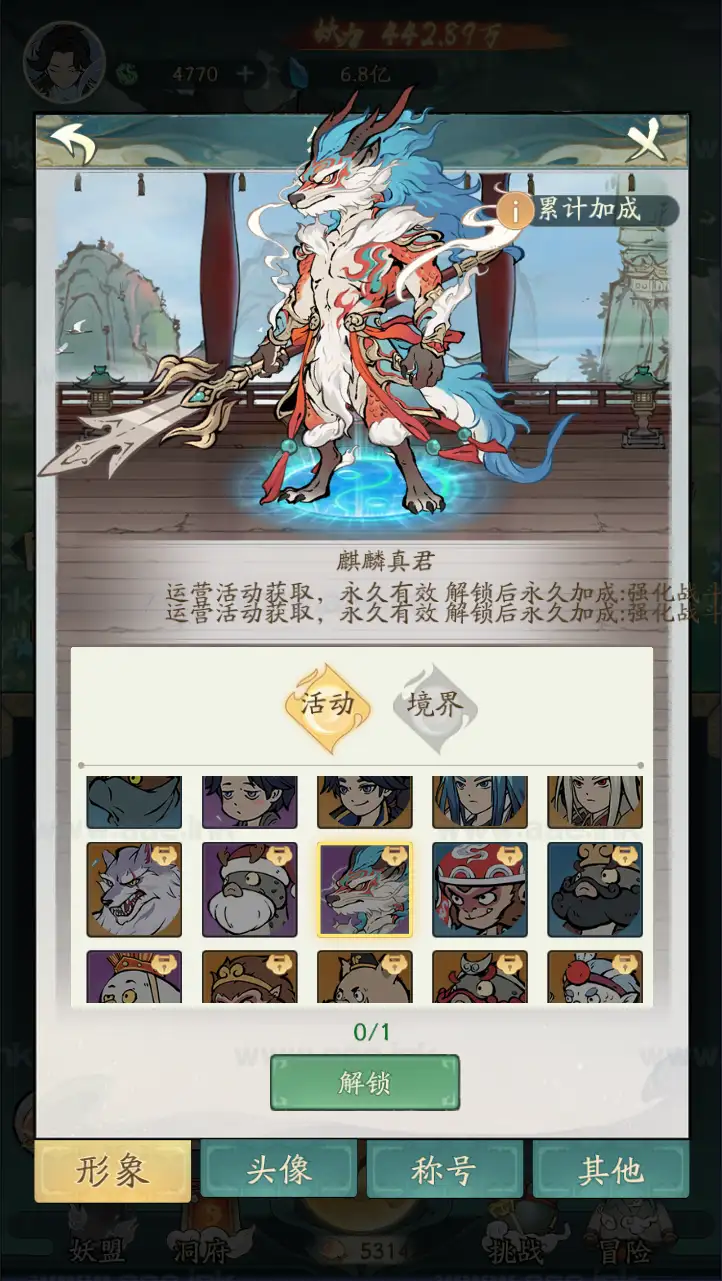 妖力 442.89万
4770
6.8亿
累计加成
麒麟真君
运营活动获取，永久有效 解锁后永久加成:强化战斗
运营活动获取，永久有效 解锁后永久加成:强化战斗
活动
境界
0/1
解锁
形象
头像
称号
其他
妖盟
洞府
5314
挑战
冒险